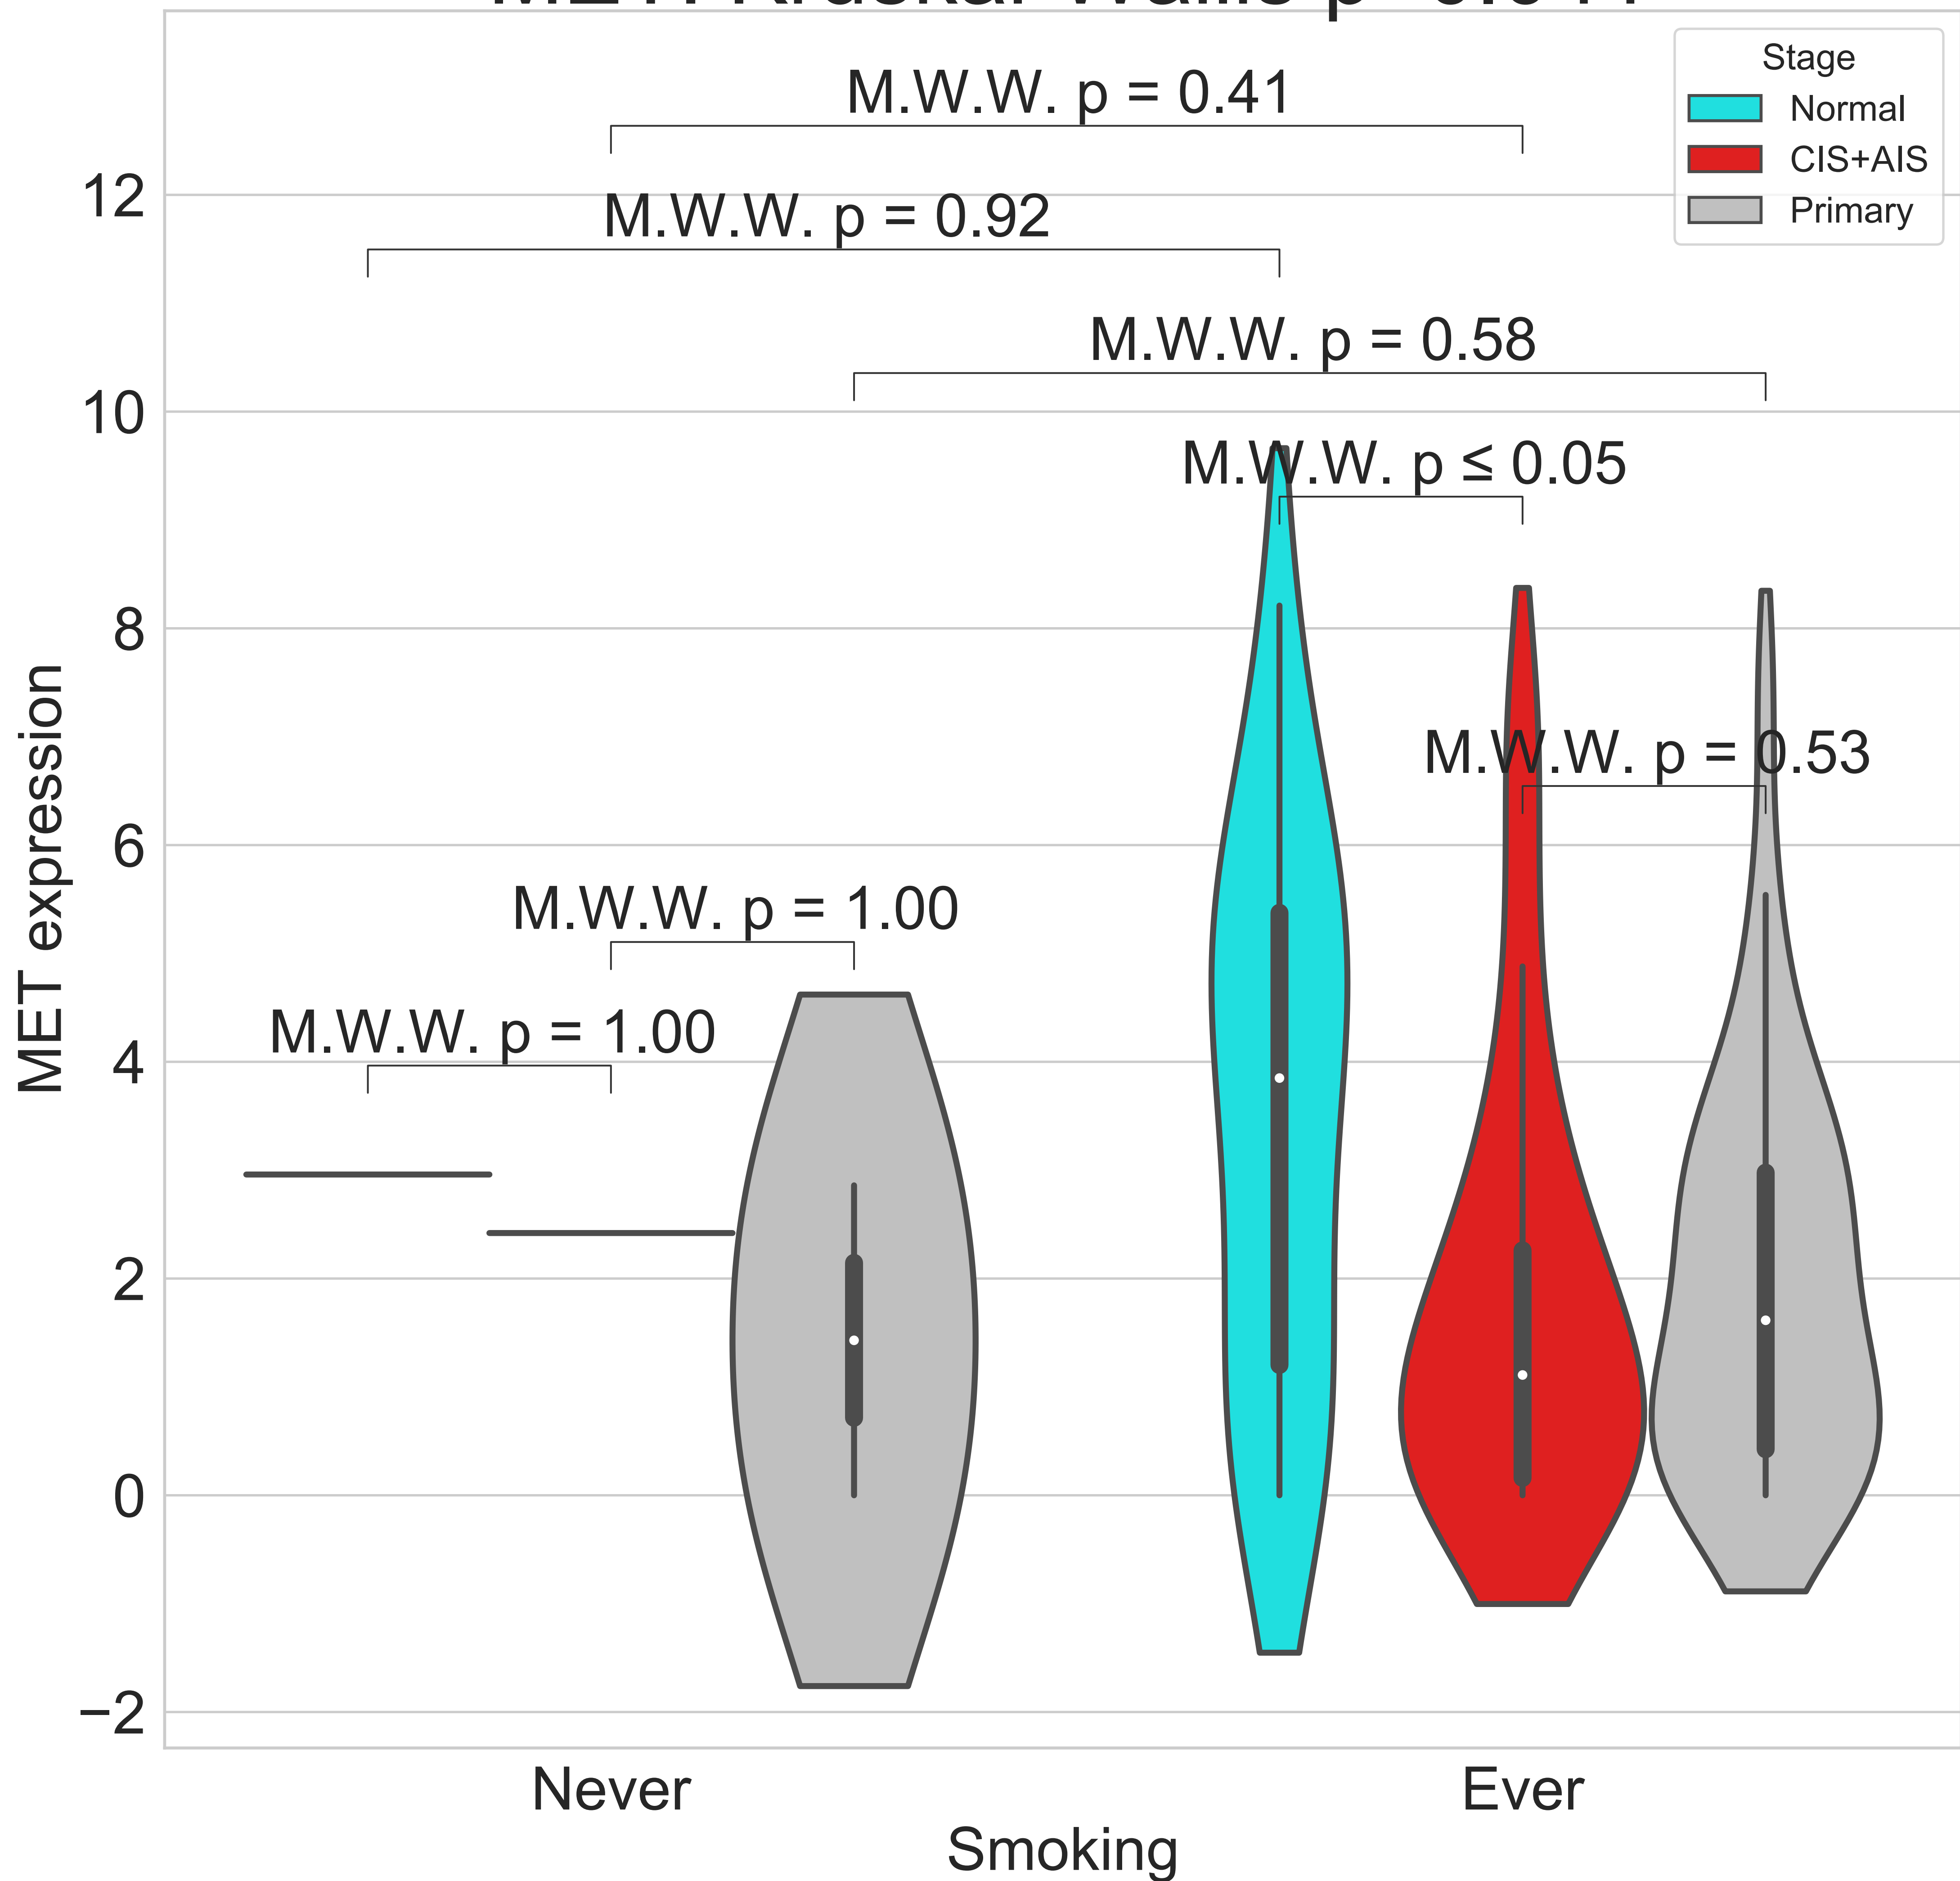 Stage
Normal
CIS+AIS
Primary
M.W.W. p = 0.41
M.W.W. p = 0.92
M.W.W. p = 0.58
M.W.W. p ≤ 0.05
M.W.W. p = 0.53
M.W.W. p = 1.00
M.W.W. p = 1.00
12
10
8
6
4
2
0
−2
MET expression
Never
Ever
Smoking